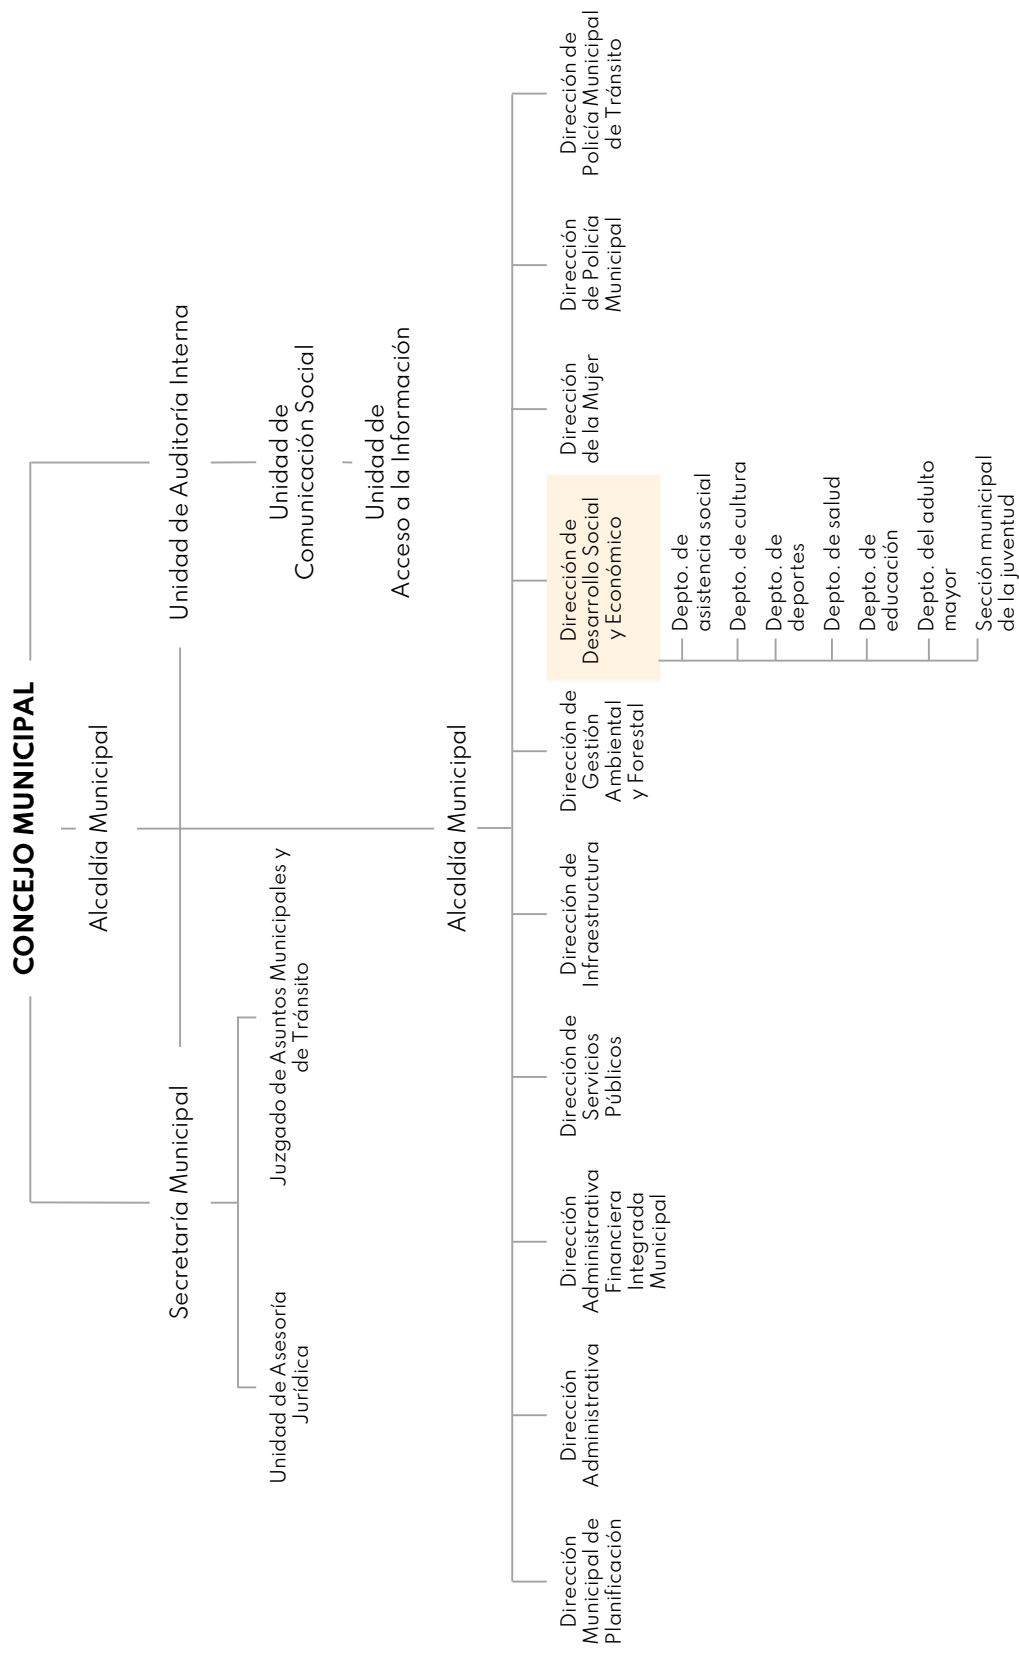 CONCEJO MUNICIPAL
Alcaldía Municipal
Secretaría Municipal
Unidad de Auditoría Interna
Unidad de Asesoría
Jurídica
Juzgado de Asuntos Municipales y
de Tránsito
Unidad de
Comunicación Social
Unidad de
Acceso a la Información
Alcaldía Municipal
Dirección
Municipal de
Planificación
Dirección
Administrativa
Dirección
Administrativa
Financiera
Integrada
Municipal
Dirección de
Servicios
Públicos
Dirección de
Infraestructura
Dirección de
Gestión
Ambiental
y Forestal
Dirección de
Desarrollo Social
y Económico
Dirección
de la Mujer
Dirección
de Policía
Municipal
Dirección de
Policía Municipal
de Tránsito
Depto. de
asistencia social
Depto. de cultura
Depto. de
deportes
Depto. de salud
Depto. de
educación
Depto. del adulto
mayor
Sección municipal
de la juventud